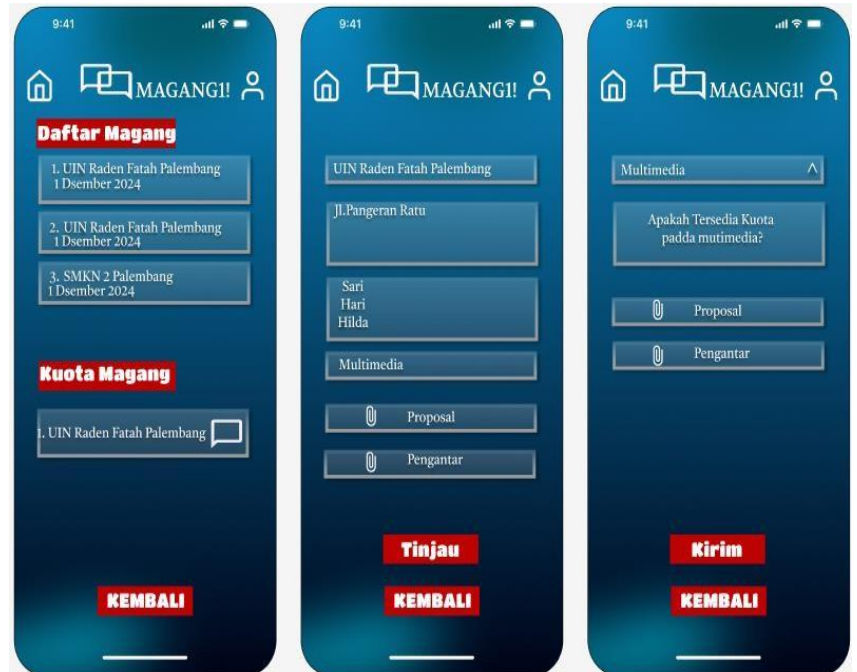 9:41
MAGANG1!
Daftar Magang
1. UIN Raden Fatah Palembang
1 Dsember 2024
2. UIN Raden Fatah Palembang
1 Dsember 2024
3. SMKN 2 Palembang
1 Dsember 2024
Kuota Magang
1. UIN Raden Fatah Palembang
KEMBALI
9:41
MAGANG1!
UIN Raden Fatah Palembang
Jl.Pangeran Ratu
Sari
Hari
Hilda
Multimedia
Proposal
Pengantar
Tinjau
KEMBALI
9:41
MAGANG1!
Multimedia
Apakah Tersedia Kuota
padda mutimedia?
Proposal
Pengantar
Kirim
KEMBALI